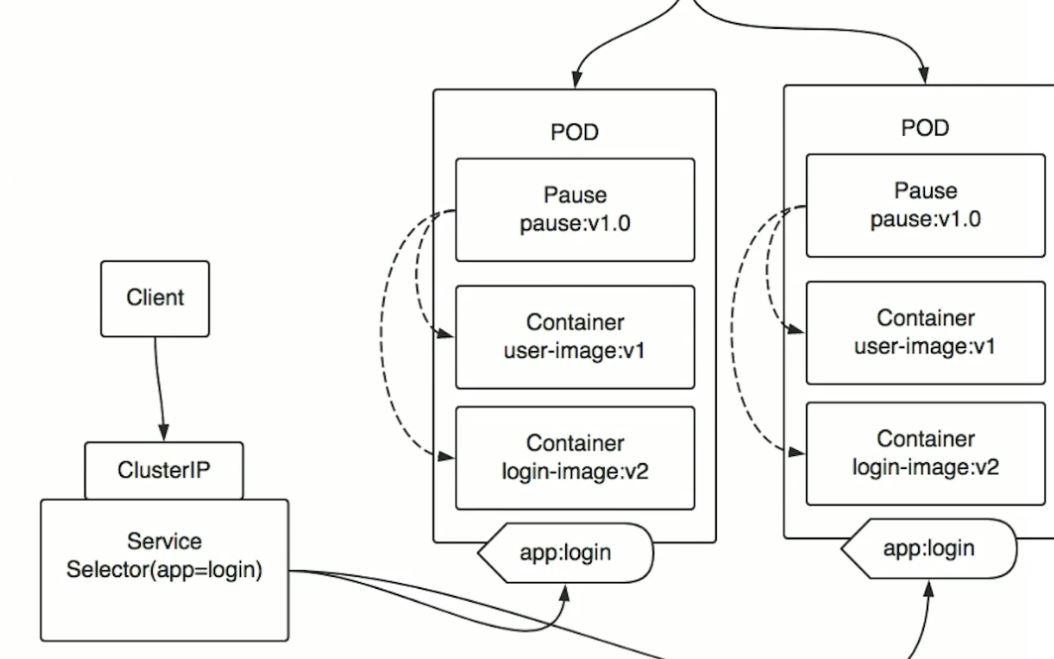 POD
Pause
pause:v1.0
Container
user-image:v1
Container
login-image:v2
app:login
POD
Pause
pause:v1.0
Container
user-image:v1
Container
login-image:v2
app:login
Client
ClusterIP
Service
Selector(app=login)